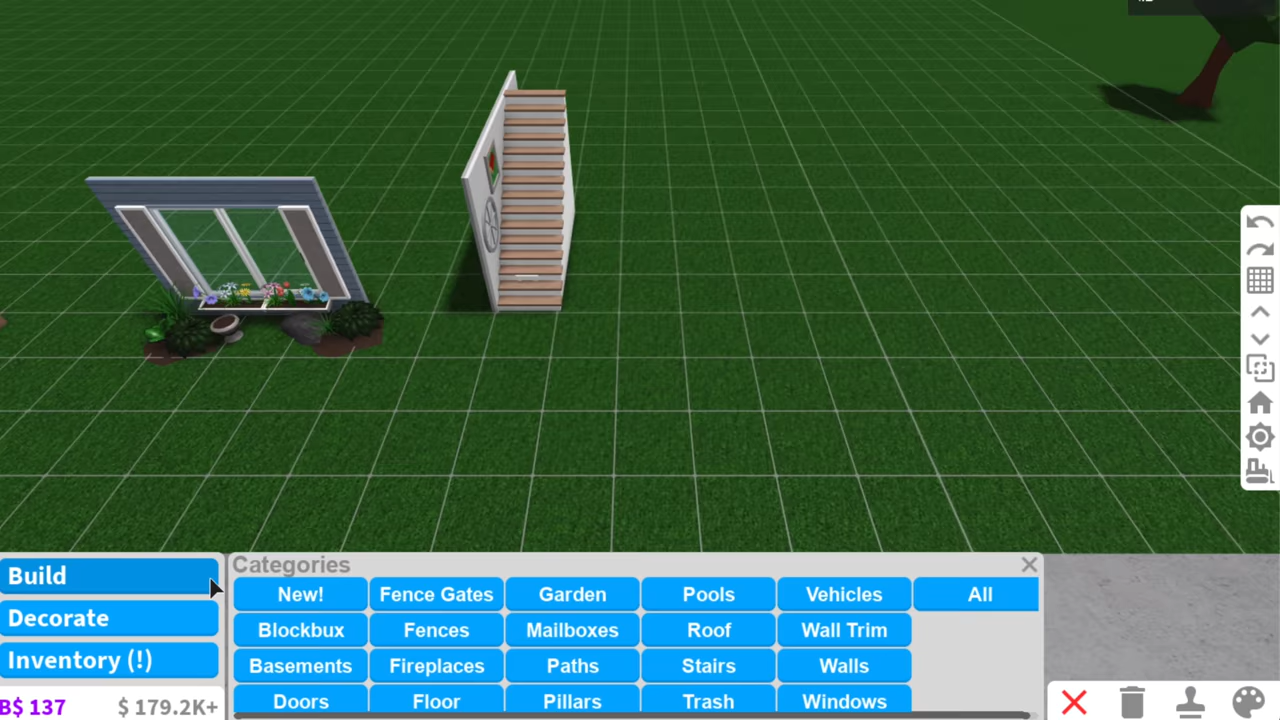 Build
Decorate
Inventory (!)
B$ 137 $ 179.2K+
Categories
New! Fence Gates Garden Pools Vehicles All
Blockbux Fences Mailboxes Roof Wall Trim
Basements Fireplaces Paths Stairs Walls
Doors Floor Pillars Trash Windows